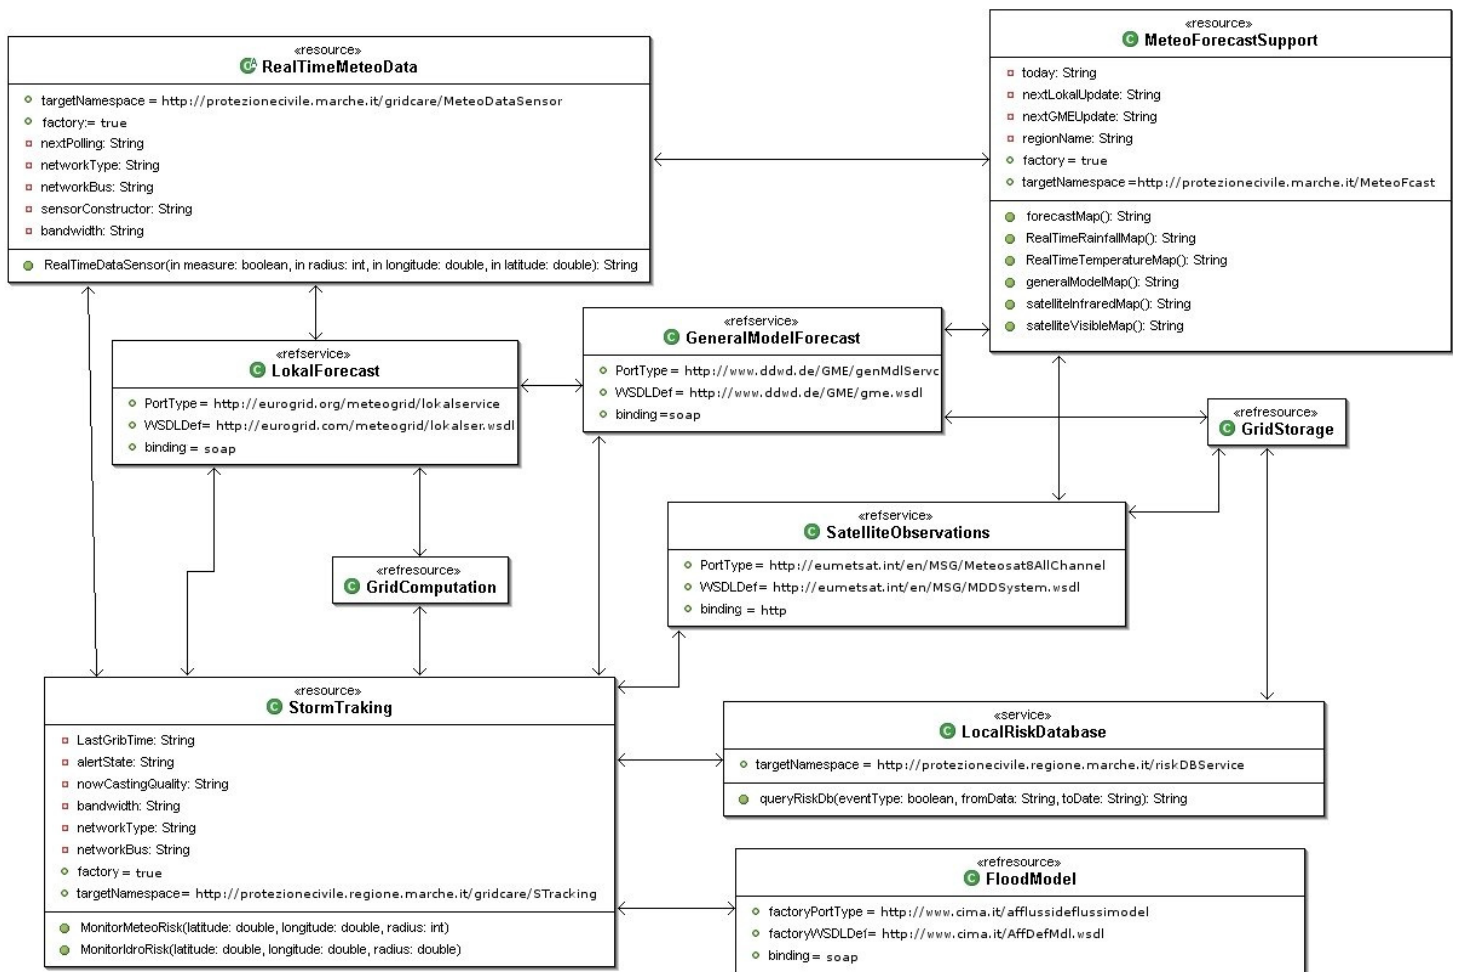 «resource»
RealTimeMeteoData
targetNamespace = http://protezionecivile.marche.it/gridcare/MeteoDataSensor
factory:= true
nextPolling: String
networkType: String
networkBus: String
sensorConstructor: String
bandwidth: String
RealTimeDataSensor(in measure: boolean, in radius: int, in longitude: double, in latitude: double): String
«resource»
MeteoForecastSupport
today: String
nextLokalUpdate: String
nextGMEUpdate: String
regionName: String
factory = true
targetNamespace =http://protezionecivile.marche.it/MeteoFcast
forecastMap(): String
RealTimeRainfallMap(): String
RealTimeTemperatureMap(): String
generalModelMap(): String
satelliteInfraredMap(): String
satelliteVisibleMap(): String
«refservice»
LokalForecast
PortType = http://eurogrid.org/meteogrid/lokalservice
WSDLDef= http://eurogrid.com/meteogrid/lokalser.wsdl
binding = soap
«refservice»
GeneralModelForecast
PortType = http://www.ddwd.de/GME/genMdlServc
WSDLDef = http://www.ddwd.de/GME/gme.wsdl
binding =soap
«refresource»
GridStorage
«refservice»
SatelliteObservations
PortType = http://eumetsat.int/en/MSG/Meteosat8AllChannel
WSDLDef= http://eumetsat.int/en/MSG/MDDSystem.wsdl
binding = http
«refresource»
GridComputation
«resource»
StormTraking
LastGribTime: String
alertState: String
nowCastingQuality: String
bandwidth: String
networkType: String
networkBus: String
factory = true
targetNamespace= http://protezionecivile.regione.marche.it/gridcare/STracking
MonitorMeteoRisk(latitude: double, longitude: double, radius: int)
MonitorIdroRisk(latitude: double, longitude: double, radius: double)
«service»
LocalRiskDatabase
targetNamespace = http://protezionecivile.regione.marche.it/riskDBService
queryRiskDb(eventType: boolean, fromData: String, toDate: String): String
«refresource»
FloodModel
factoryPortType = http://www.cima.it/afflussideflussimodel
factoryWSDLDef= http://www.cima.it/AffDefMdl.wsdl
binding = soap